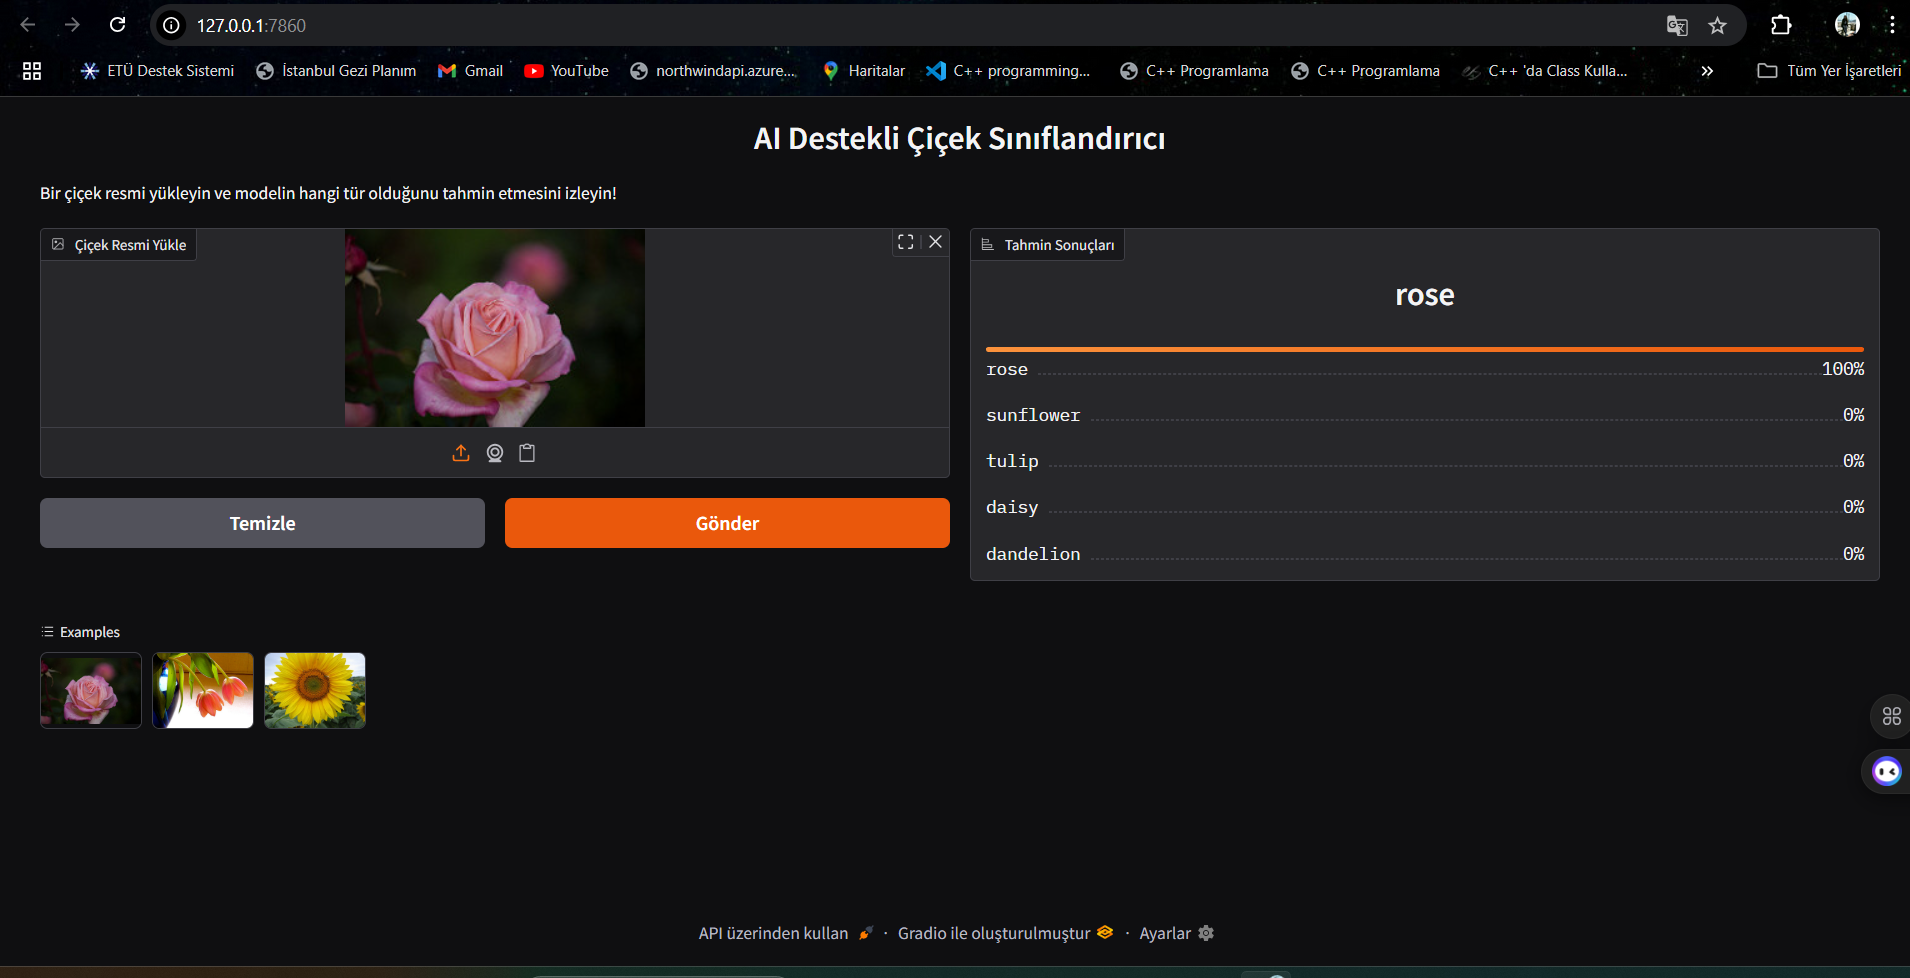 127.0.0.1:7860
ETÜ Destek Sistemi
İstanbul Gezi Planım
Gmail
YouTube
northwindapi.azure...
Haritalar
C++ programming...
C++ Programlama
C++ Programlama
C++ 'da Class Kulla...
Tüm Yer İşaretleri
AI Destekli Çiçek Sınıflandırıcı
Bir çiçek resmi yükleyin ve modelin hangi tür olduğunu tahmin etmesini izleyin!
Çiçek Resmi Yükle
Temizle
Gönder
Tahmin Sonuçları
rose
rose 100%
sunflower 0%
tulip 0%
daisy 0%
dandelion 0%
Examples
API üzerinden kullan · Gradio ile oluşturulmuştur · Ayarlar